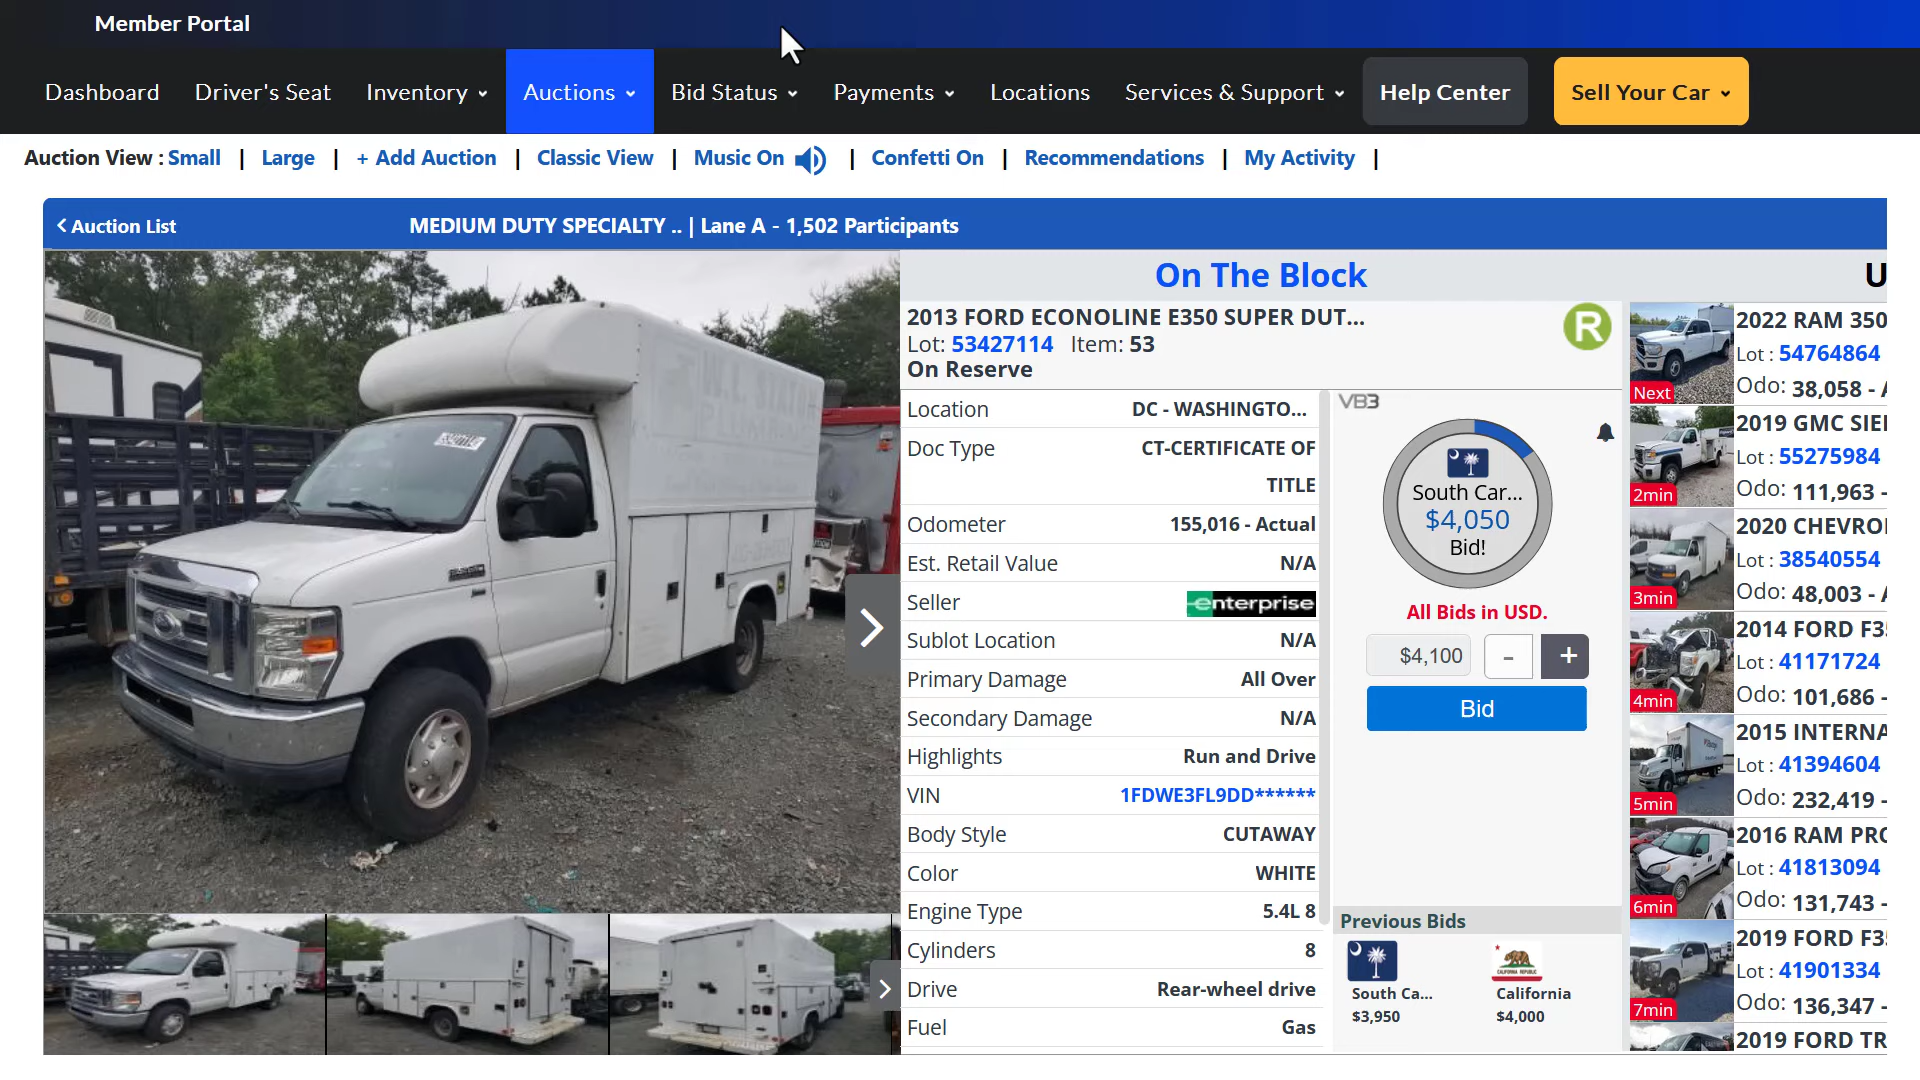 Member Portal
Dashboard Driver's Seat Inventory Auctions Bid Status Payments Locations Services & Support Help Center Sell Your Car
Auction View : Small | Large | + Add Auction | Classic View | Music On | Confetti On | Recommendations | My Activity |
Auction List MEDIUM DUTY SPECIALTY .. | Lane A - 1,502 Participants
On The Block
2013 FORD ECONOLINE E350 SUPER DUT...
Lot: 53427114 Item: 53
On Reserve
R
Location DC - WASHINGTO...
Doc Type CT-CERTIFICATE OF
TITLE
Odometer 155,016 - Actual
Est. Retail Value N/A
Seller enterprise
Sublot Location N/A
Primary Damage All Over
Secondary Damage N/A
Highlights Run and Drive
VIN 1FDWE3FL9DD******
Body Style CUTAWAY
Color WHITE
Engine Type 5.4L 8
Cylinders 8
Drive Rear-wheel drive
Fuel Gas
VB3
South Car...
$4,050
Bid!
All Bids in USD.
$4,100 - +
Bid
Previous Bids
South Ca... California
$3,950 $4,000
U
2022 RAM 350
Lot : 54764864
Odo: 38,058 - A
Next
2019 GMC SIE
Lot : 55275984
Odo: 111,963 -
2min
2020 CHEVRO
Lot : 38540554
Odo: 48,003 - A
3min
2014 FORD F3
Lot : 41171724
Odo: 101,686 -
4min
2015 INTERNA
Lot : 41394604
Odo: 232,419 -
5min
2016 RAM PRO
Lot : 41813094
Odo: 131,743 -
6min
2019 FORD F3
Lot : 41901334
Odo: 136,347 -
7min
2019 FORD TR